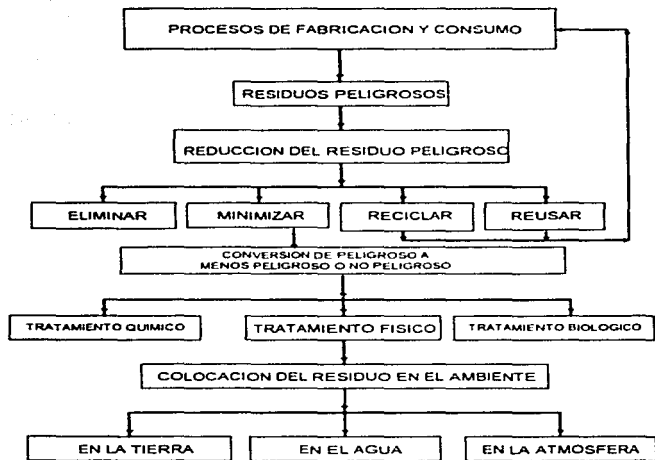 PROCESOS DE FABRICACION Y CONSUMO
RESIDUOS PELIGROSOS
REDUCCION DEL RESIDUO PELIGROSO
ELIMINAR
MINIMIZAR
RECICLAR
REUSAR
CONVERSION DE PELIGROSO A
MENOS PELIGROSO O NO PELIGROSO
TRATAMIENTO QUIMICO
TRATAMIENTO FISICO
TRATAMIENTO BIOLOGICO
COLOCACION DEL RESIDUO EN EL AMBIENTE
EN LA TIERRA
EN EL AGUA
EN LA ATMOSFERA